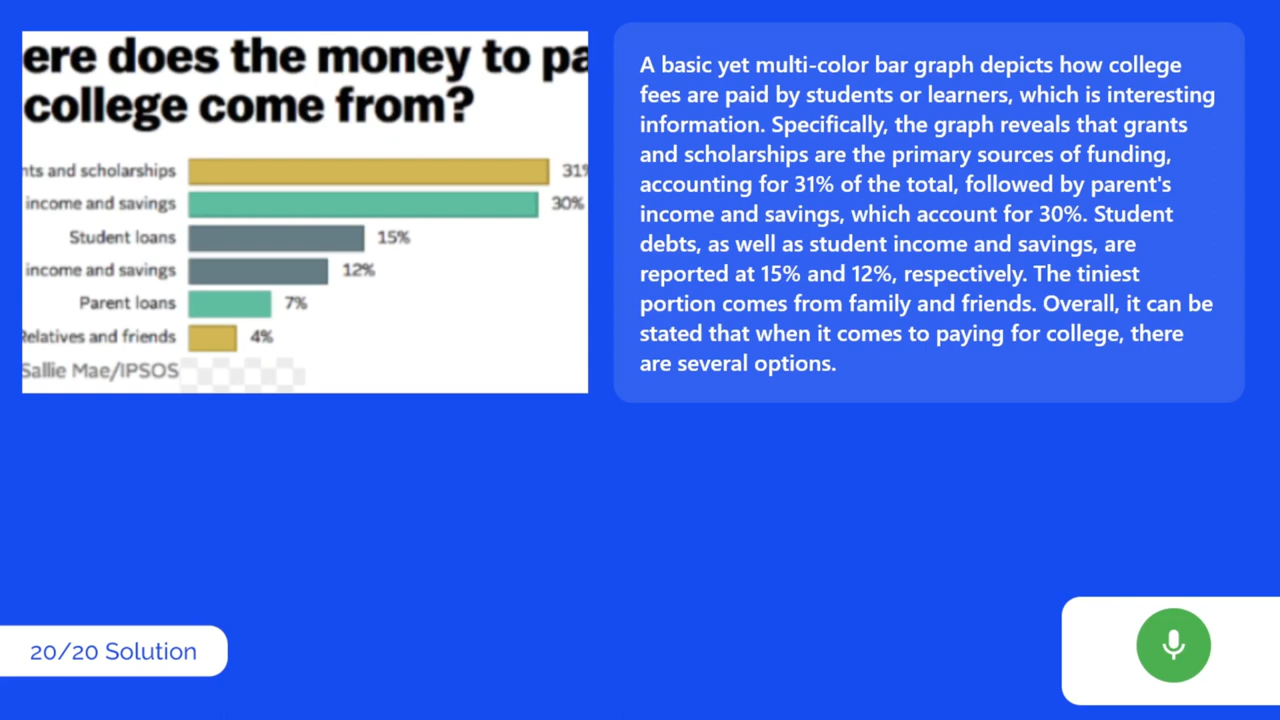 ere does the money to pa
college come from?
nts and scholarships 31%
income and savings 30%
Student loans 15%
income and savings 12%
Parent loans 7%
Relatives and friends 4%
Sallie Mae/IPSOS
A basic yet multi-color bar graph depicts how college
fees are paid by students or learners, which is interesting
information. Specifically, the graph reveals that grants
and scholarships are the primary sources of funding,
accounting for 31% of the total, followed by parent's
income and savings, which account for 30%. Student
debts, as well as student income and savings, are
reported at 15% and 12%, respectively. The tiniest
portion comes from family and friends. Overall, it can be
stated that when it comes to paying for college, there
are several options.
20/20 Solution